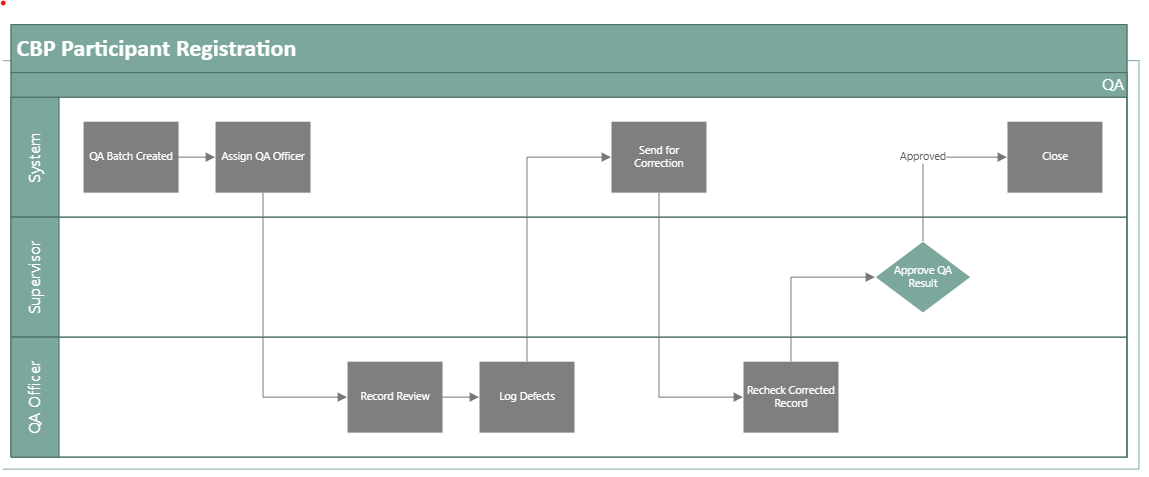 CBP Participant Registration
QA
System
QA Batch Created
Assign QA Officer
Send for
Correction
Approved
Close
Supervisor
Approve QA
Result
QA Officer
Record Review
Log Defects
Recheck Corrected
Record